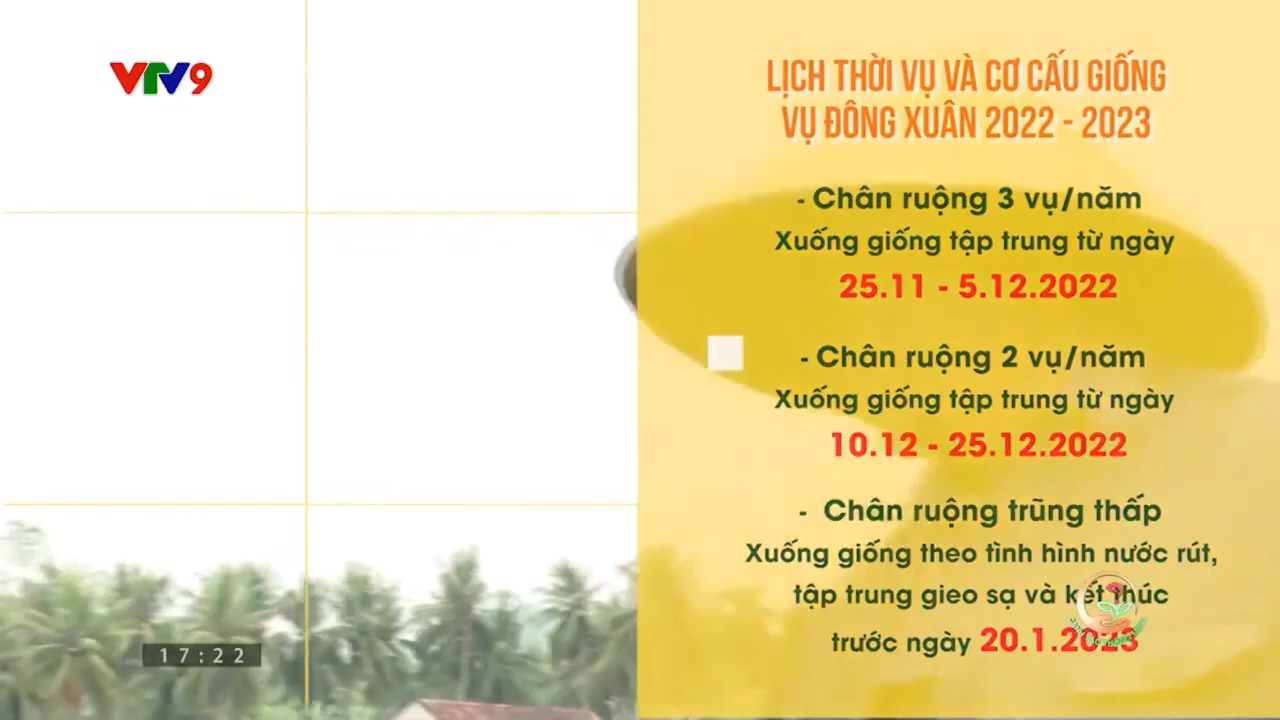 VTV9
LỊCH THỜI VỤ VÀ CƠ CẤU GIỐNG
VỤ ĐÔNG XUÂN 2022 - 2023
- Chân ruộng 3 vụ/năm
Xuống giống tập trung từ ngày
25.11 - 5.12.2022
- Chân ruộng 2 vụ/năm
Xuống giống tập trung từ ngày
10.12 - 25.12.2022
- Chân ruộng trũng thấp
Xuống giống theo tình hình nước rút,
tập trung gieo sạ và kết thúc
trước ngày 20.1.2023
17:22